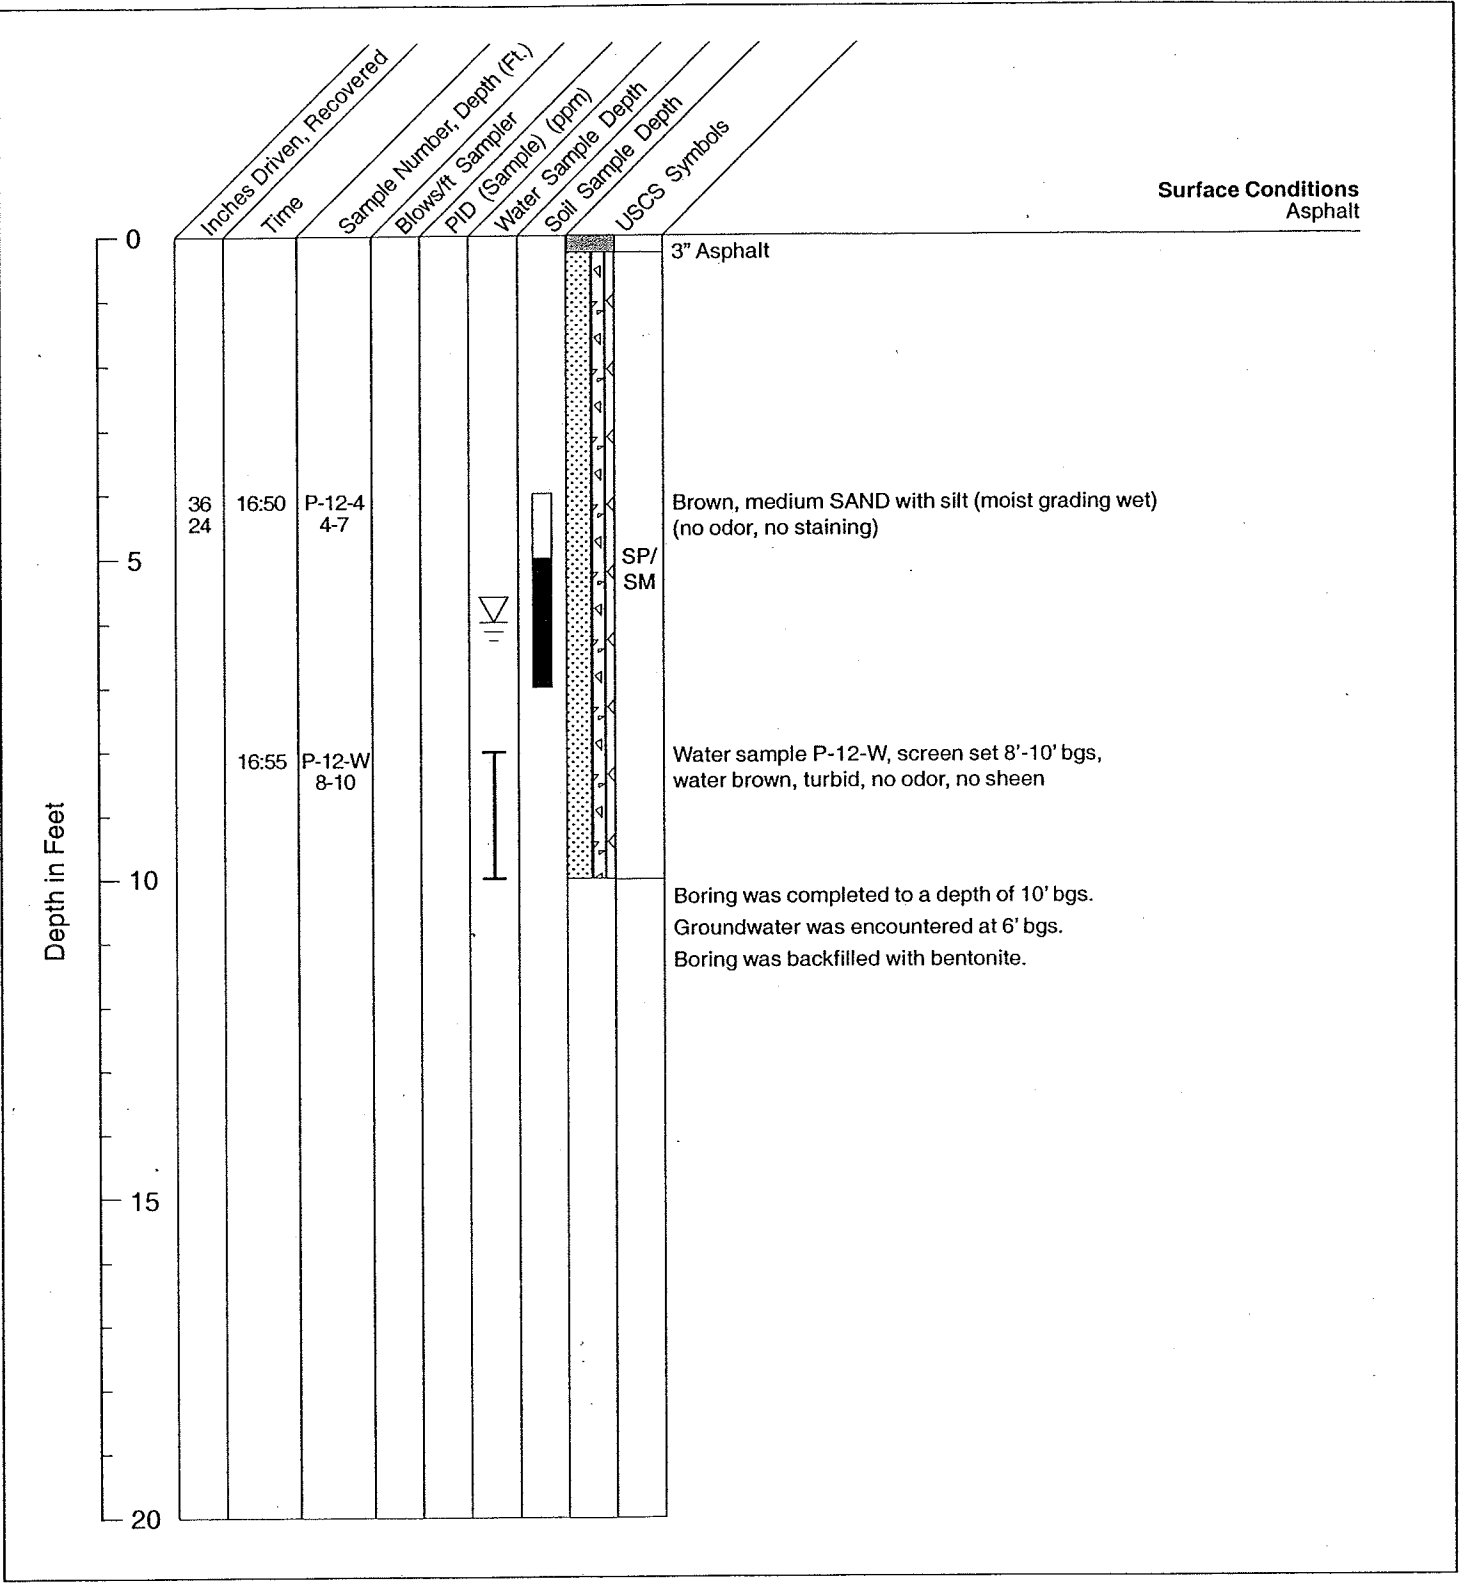 Inches Driven, Recovered
Time
Sample Number, Depth (Ft.)
Blows/ft Sampler
PID (Sample) (ppm)
Water Sample Depth
Soil Sample Depth
USCS Symbols
Surface Conditions
Asphalt
0
3" Asphalt
36
24
16:50
P-12-4
4-7
Brown, medium SAND with silt (moist grading wet)
(no odor, no staining)
5
SP/
SM
16:55
P-12-W
8-10
Water sample P-12-W, screen set 8'-10' bgs,
water brown, turbid, no odor, no sheen
Depth in Feet
10
Boring was completed to a depth of 10' bgs.
Groundwater was encountered at 6' bgs.
Boring was backfilled with bentonite.
15
20